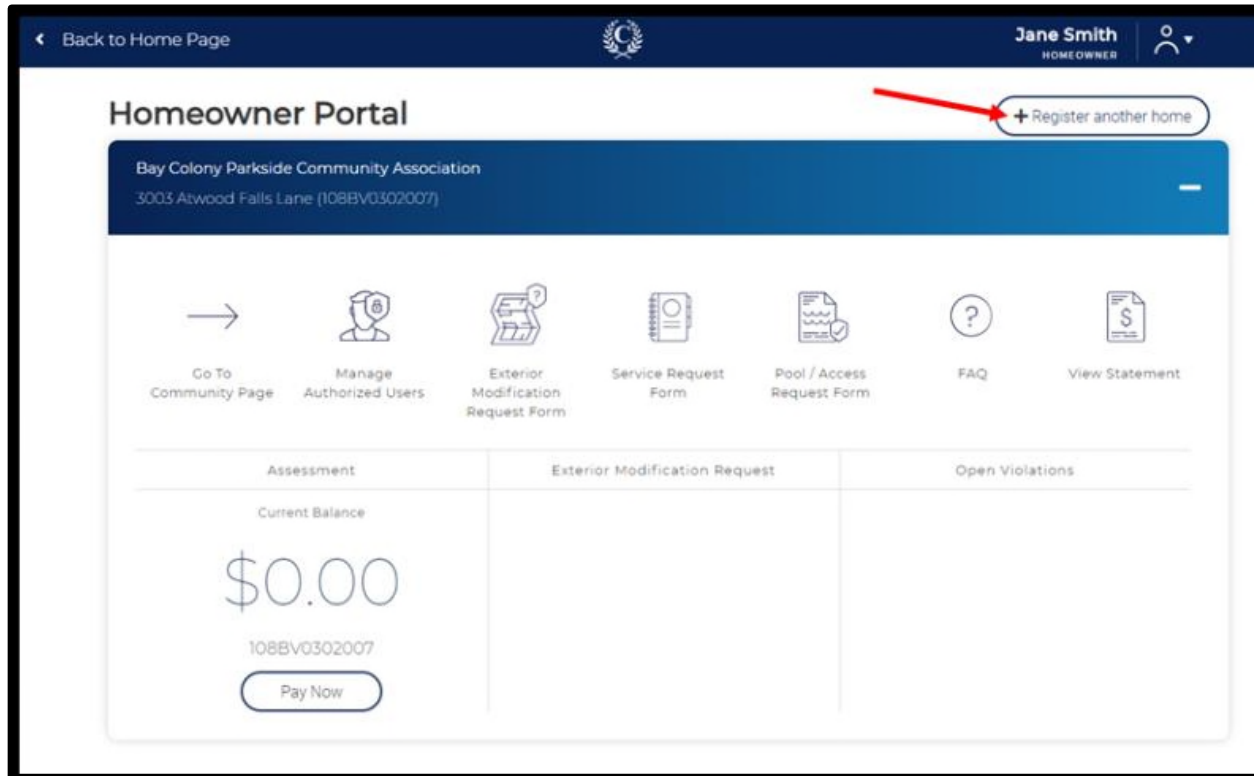 Back to Home Page
C
Jane Smith
HOMEOWNER
Homeowner Portal
+ Register another home
Bay Colony Parkside Community Association
3003 Atwood Falls Lane (108BV0302007)
Go To
Community Page
Manage
Authorized Users
Exterior
Modification
Request Form
Service Request
Form
Pool / Access
Request Form
FAQ
View Statement
Assessment
Exterior Modification Request
Open Violations
Current Balance
$0.00
108BV0302007
Pay Now